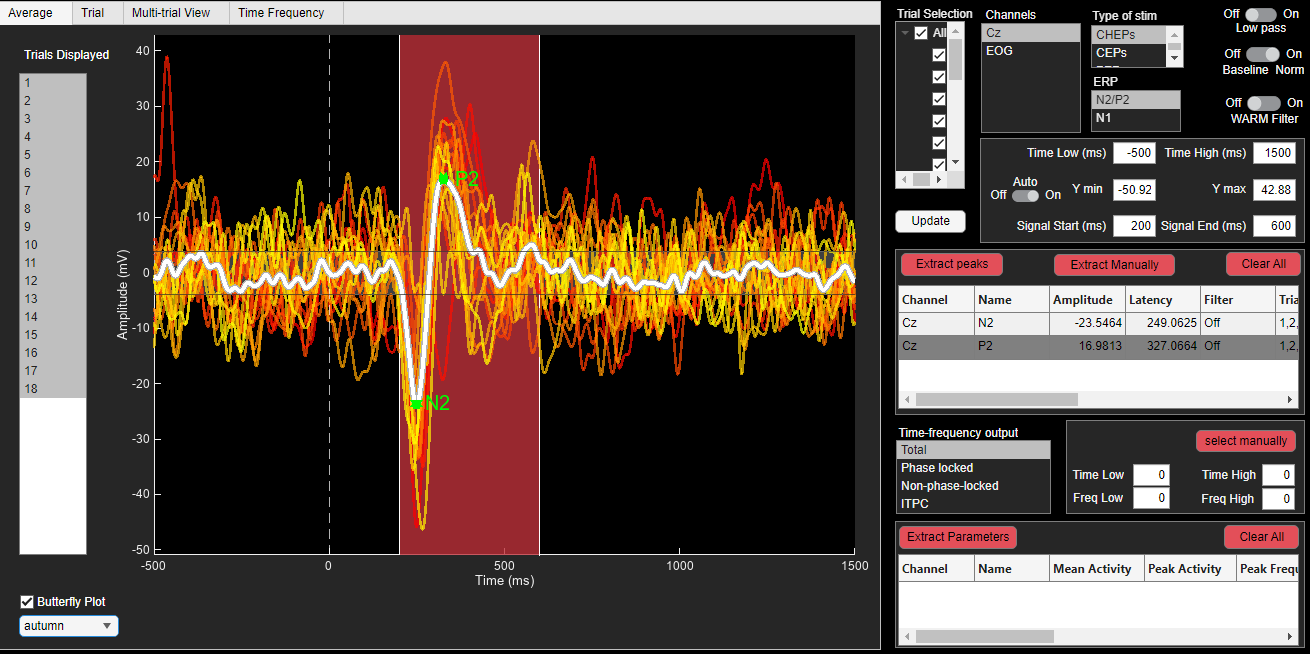 Average Trial Multi-trial View Time Frequency
Trials Displayed
1
2
3
4
5
6
7
8
9
10
11
12
13
14
15
16
17
18
Butterfly Plot
autumn
Amplitude (mV)
40
30
20
10
0
-10
-20
-30
-40
-50
P2
N2
-500 0 500 1000 1500
Time (ms)
Trial Selection
All
Update
Channels
Cz
EOG
Type of stim
CHEPs
CEPs
ERP
N2/P2
N1
Off On
Low pass
Off On
Baseline Norm
Off On
WARM Filter
Time Low (ms) -500 Time High (ms) 1500
Auto
Off On Y min -50.92 Y max 42.88
Signal Start (ms) 200 Signal End (ms) 600
Extract peaks Extract Manually Clear All
Channel Name Amplitude Latency Filter Tria
Cz N2 -23.5464 249.0625 Off 1,2,
Cz P2 16.9813 327.0664 Off 1,2,
Time-frequency output
Total
Phase locked
Non-phase-locked
ITPC
select manually
Time Low 0 Time High 0
Freq Low 0 Freq High 0
Extract Parameters Clear All
Channel Name Mean Activity Peak Activity Peak Frequ